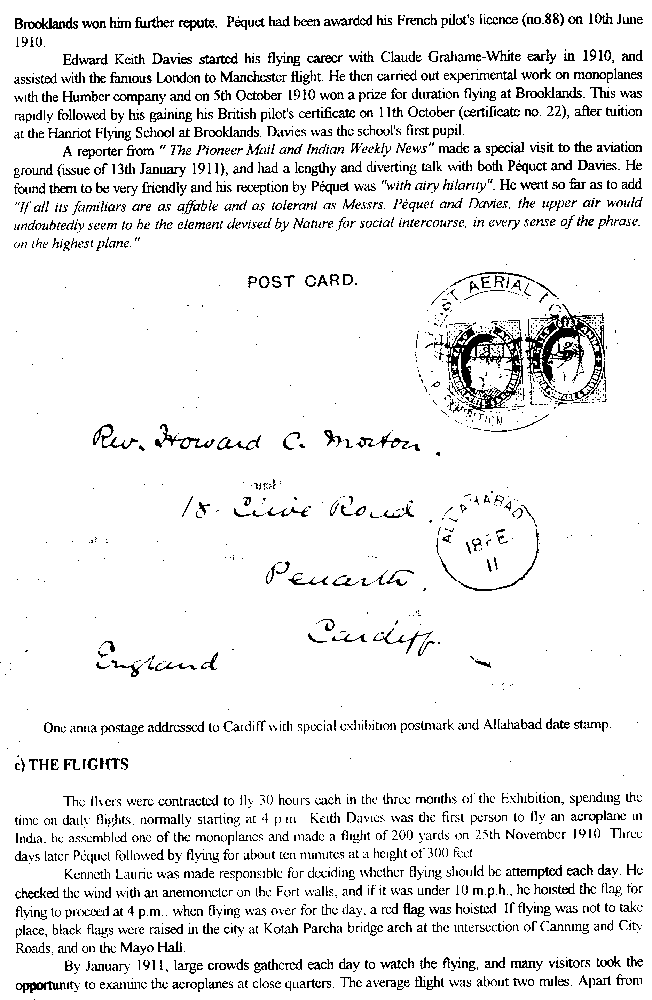 Brooklands won him further repute. Péquet had been awarded his French pilot's licence (no.88) on 10th June
1910.
Edward Keith Davies started his flying career with Claude Grahame-White early in 1910, and
assisted with the famous London to Manchester flight. He then carried out experimental work on monoplanes
with the Humber company and on 5th October 1910 won a prize for duration flying at Brooklands. This was
rapidly followed by his gaining his British pilot's certificate on 11th October (certificate no. 22), after tuition
at the Hanriot Flying School at Brooklands. Davies was the school's first pupil.
A reporter from " The Pioneer Mail and Indian Weekly News" made a special visit to the aviation
ground (issue of 13th January 1911), and had a lengthy and diverting talk with both Péquet and Davies. He
found them to be very friendly and his reception by Péquet was "with airy hilarity". He went so far as to add
"If all its familiars are as affable and as tolerant as Messrs. Péquet and Davies, the upper air would
undoubtedly seem to be the element devised by Nature for social intercourse, in every sense of the phrase,
on the highest plane."
POST CARD.
AERIAL
HALF ANNA
HALF ANNA
Rev. Howard C. Morton.
18. Clive Road.
ALLAHABAD
18 FE.
11
Penarth,
Cardiff.
England
One anna postage addressed to Cardiff with special exhibition postmark and Allahabad date stamp.
c) THE FLIGHTS
The flyers were contracted to fly 30 hours each in the three months of the Exhibition, spending the
time on daily flights, normally starting at 4 p.m.. Keith Davies was the first person to fly an aeroplane in
India: he assembled one of the monoplanes and made a flight of 200 yards on 25th November 1910. Three
days later Péquet followed by flying for about ten minutes at a height of 300 feet.
Kenneth Laurie was made responsible for deciding whether flying should be attempted each day. He
checked the wind with an anemometer on the Fort walls, and if it was under 10 m.p.h., he hoisted the flag for
flying to proceed at 4 p.m.; when flying was over for the day, a red flag was hoisted. If flying was not to take
place, black flags were raised in the city at Kotah Parcha bridge arch at the intersection of Canning and City
Roads, and on the Mayo Hall.
By January 1911, large crowds gathered each day to watch the flying, and many visitors took the
opportunity to examine the aeroplanes at close quarters. The average flight was about two miles. Apart from